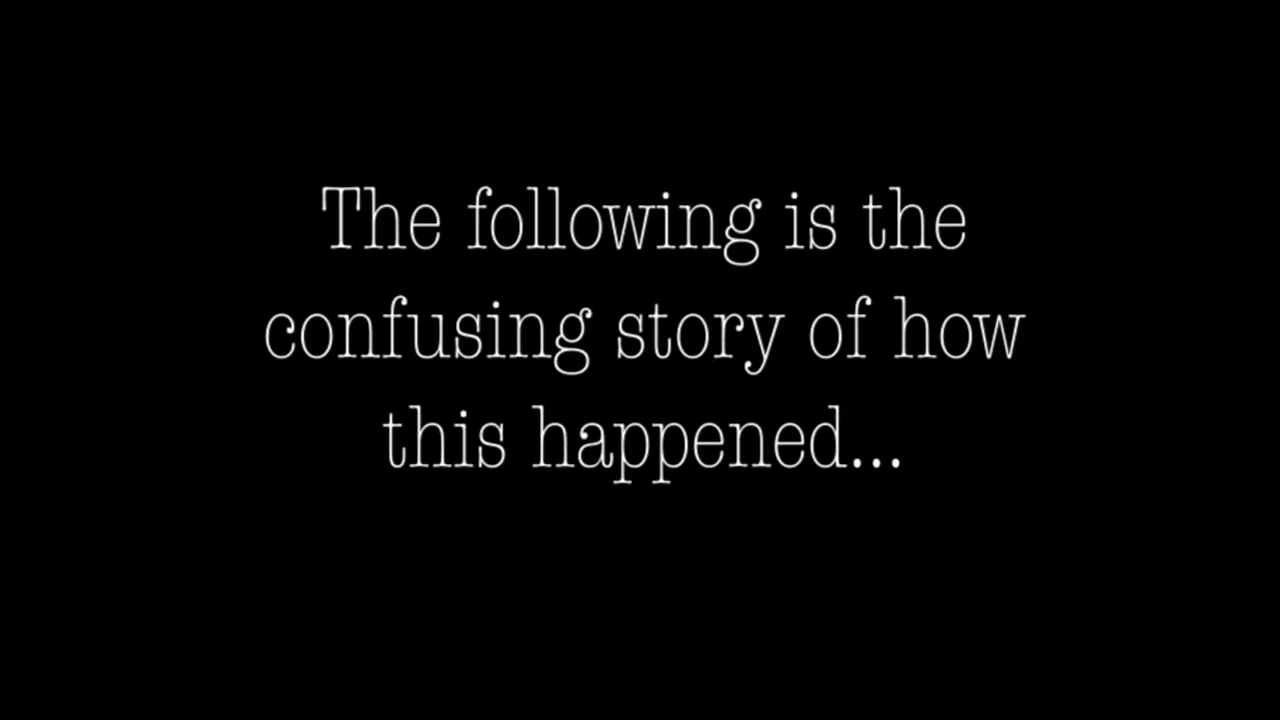 The following is the
confusing story of how
this happened...